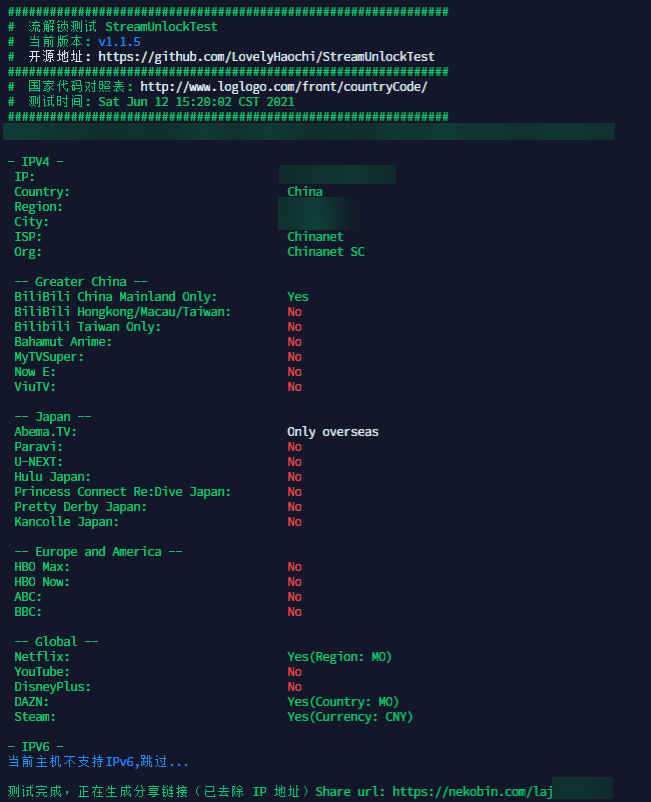 ###############################################################
# 流解锁测试 StreamUnlockTest
# 当前版本: v1.1.5
# 开源地址: https://github.com/LovelyHaochi/StreamUnlockTest
###############################################################
# 国家代码对照表: http://www.loglogo.com/front/countryCode/
# 测试时间: Sat Jun 12 15:20:02 CST 2021
###############################################################
- IPV4 -
IP:
Country: China
Region:
City:
ISP: Chinanet
Org: Chinanet SC
-- Greater China --
BiliBili China Mainland Only: Yes
BiliBili Hongkong/Macau/Taiwan: No
Bilibili Taiwan Only: No
Bahamut Anime: No
MyTVSuper: No
Now E: No
ViuTV: No
-- Japan --
Abema.TV: Only overseas
Paravi: No
U-NEXT: No
Hulu Japan: No
Princess Connect Re:Dive Japan: No
Pretty Derby Japan: No
Kancolle Japan: No
-- Europe and America --
HBO Max: No
HBO Now: No
ABC: No
BBC: No
-- Global --
Netflix: Yes(Region: MO)
YouTube: No
DisneyPlus: No
DAZN: Yes(Country: MO)
Steam: Yes(Currency: CNY)
- IPV6 -
当前主机不支持IPv6,跳过...
测试完成，正在生成分享链接（已去除 IP 地址）Share url: https://nekobin.com/laj